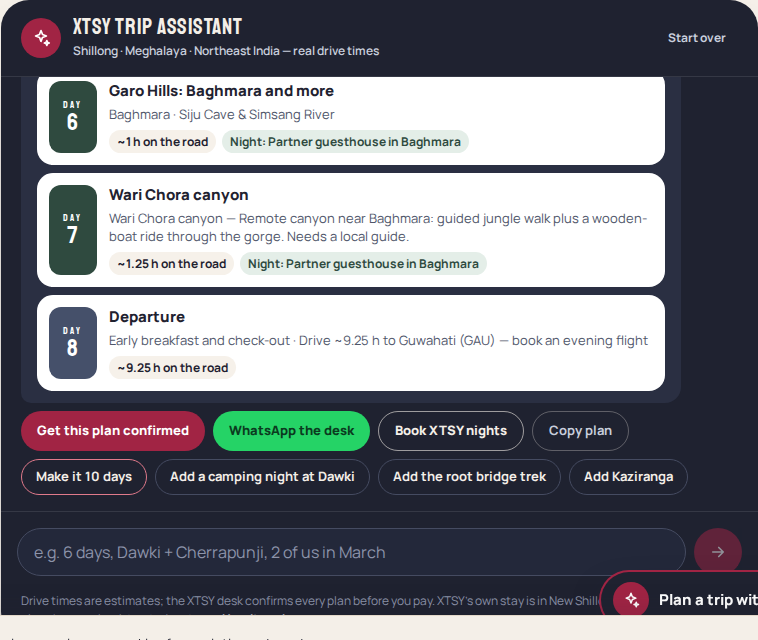 XTSY TRIP ASSISTANT
Shillong · Meghalaya · Northeast India — real drive times
Start over
DAY
6
Garo Hills: Baghmara and more
Baghmara · Siju Cave & Simsang River
~1 h on the road
Night: Partner guesthouse in Baghmara
DAY
7
Wari Chora canyon
Wari Chora canyon — Remote canyon near Baghmara: guided jungle walk plus a wooden-
boat ride through the gorge. Needs a local guide.
~1.25 h on the road
Night: Partner guesthouse in Baghmara
DAY
8
Departure
Early breakfast and check-out · Drive ~9.25 h to Guwahati (GAU) — book an evening flight
~9.25 h on the road
Get this plan confirmed
WhatsApp the desk
Book XTSY nights
Copy plan
Make it 10 days
Add a camping night at Dawki
Add the root bridge trek
Add Kaziranga
e.g. 6 days, Dawki + Cherrapunji, 2 of us in March
Drive times are estimates; the XTSY desk confirms every plan before you pay. XTSY's own stay is in New Shillo
Plan a trip wit